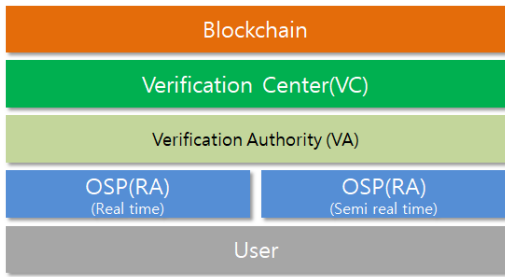 Blockchain
Verification Center(VC)
Verification Authority (VA)
OSP(RA)
(Real time)
OSP(RA)
(Semi real time)
User